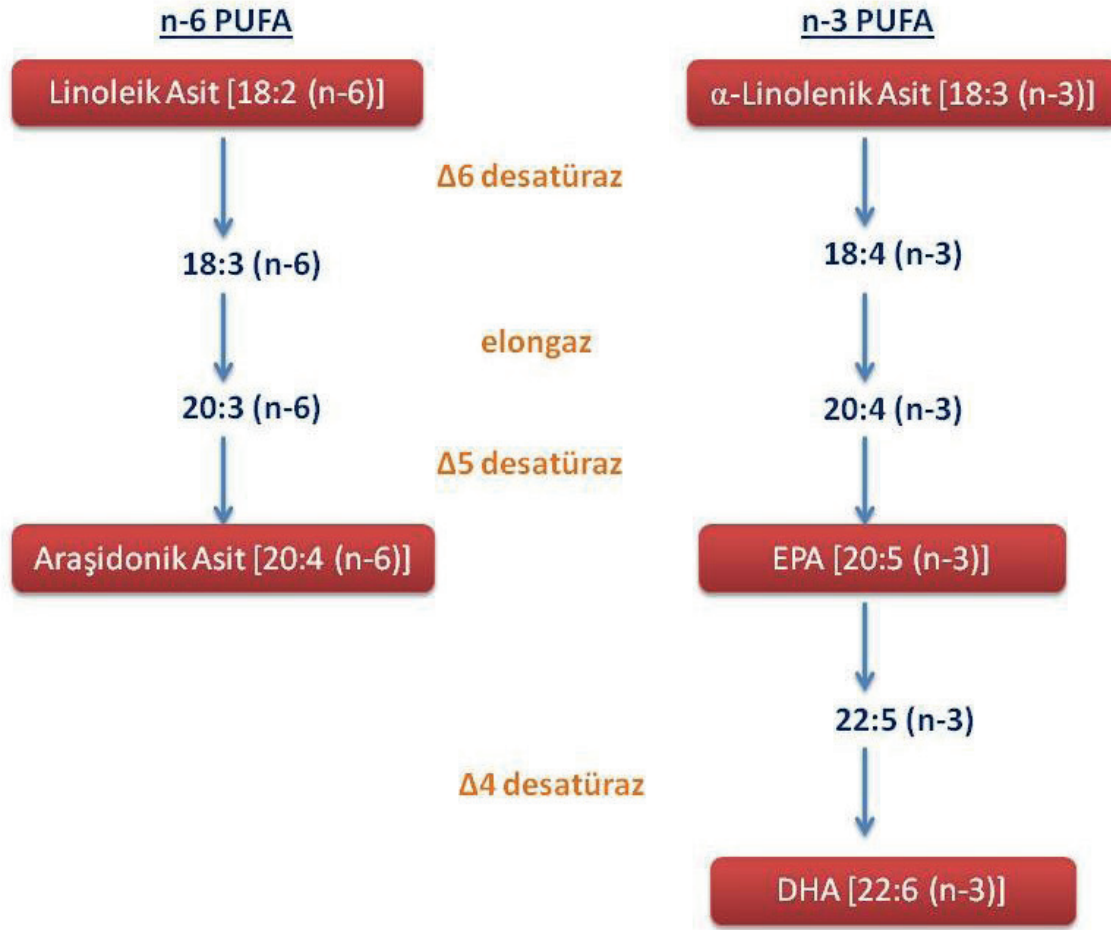 n-6 PUFA
n-3 PUFA
Linoleik Asit [18:2 (n-6)]
α-Linolenik Asit [18:3 (n-3)]
Δ6 desatüraz
18:3 (n-6)
18:4 (n-3)
elongaz
20:3 (n-6)
20:4 (n-3)
Δ5 desatüraz
Araşidonik Asit [20:4 (n-6)]
EPA [20:5 (n-3)]
22:5 (n-3)
Δ4 desatüraz
DHA [22:6 (n-3)]